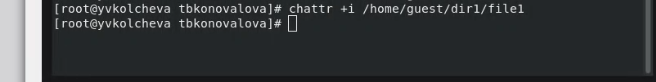 [root@yvkolcheva tbkonovalova]# chattr +i /home/guest/dir1/file1
[root@yvkolcheva tbkonovalova]#